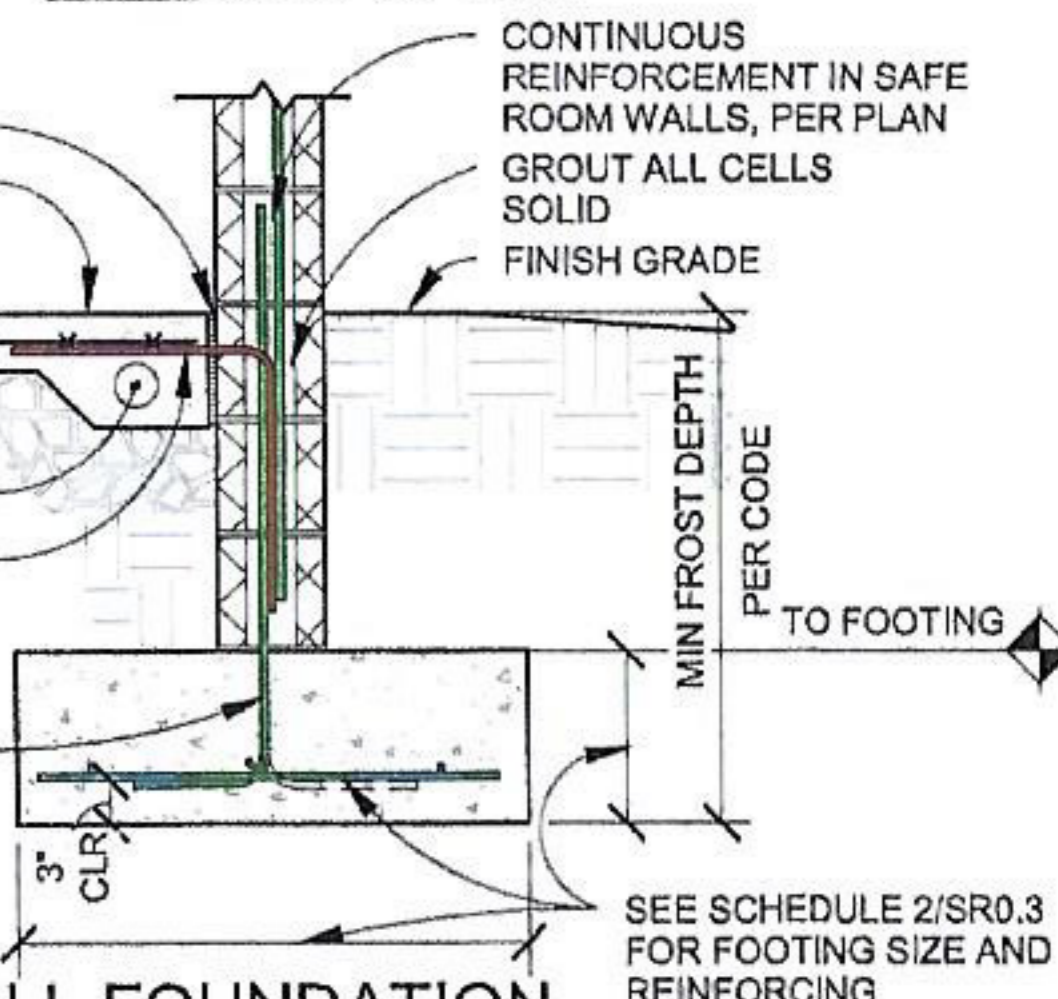 CONTINUOUS
REINFORCEMENT IN SAFE
ROOM WALLS, PER PLAN
GROUT ALL CELLS
SOLID
FINISH GRADE
MIN FROST DEPTH
PER CODE
TO FOOTING
3"
CLR
SEE SCHEDULE 2/SR0.3
FOR FOOTING SIZE AND
REINFORCING
FOUNDATION